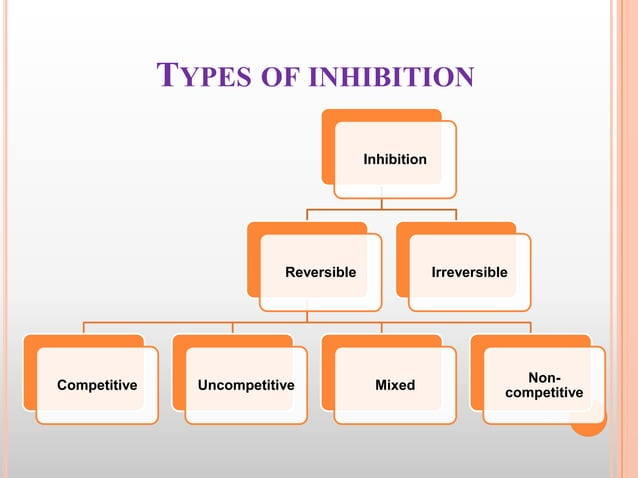 TYPES OF INHIBITION
Inhibition
Reversible
Irreversible
Competitive
Uncompetitive
Mixed
Non-
competitive